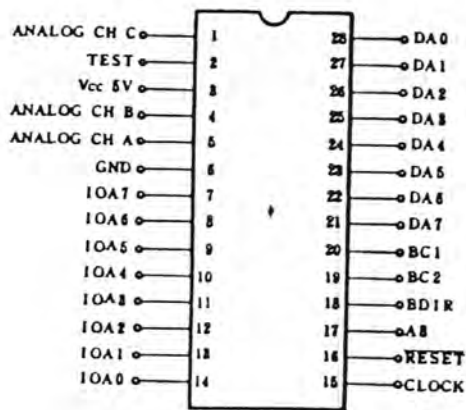 ANALOG CH C 1 28 DA0
TEST 2 27 DA1
Vcc 5V 3 26 DA2
ANALOG CH B 4 25 DA3
ANALOG CH A 5 24 DA4
GND 6 23 DA5
IOA7 7 22 DA6
IOA6 8 21 DA7
IOA5 9 20 BC1
IOA4 10 19 BC2
IOA3 11 18 BDIR
IOA2 12 17 A8
IOA1 13 16 RESET
IOA0 14 15 CLOCK